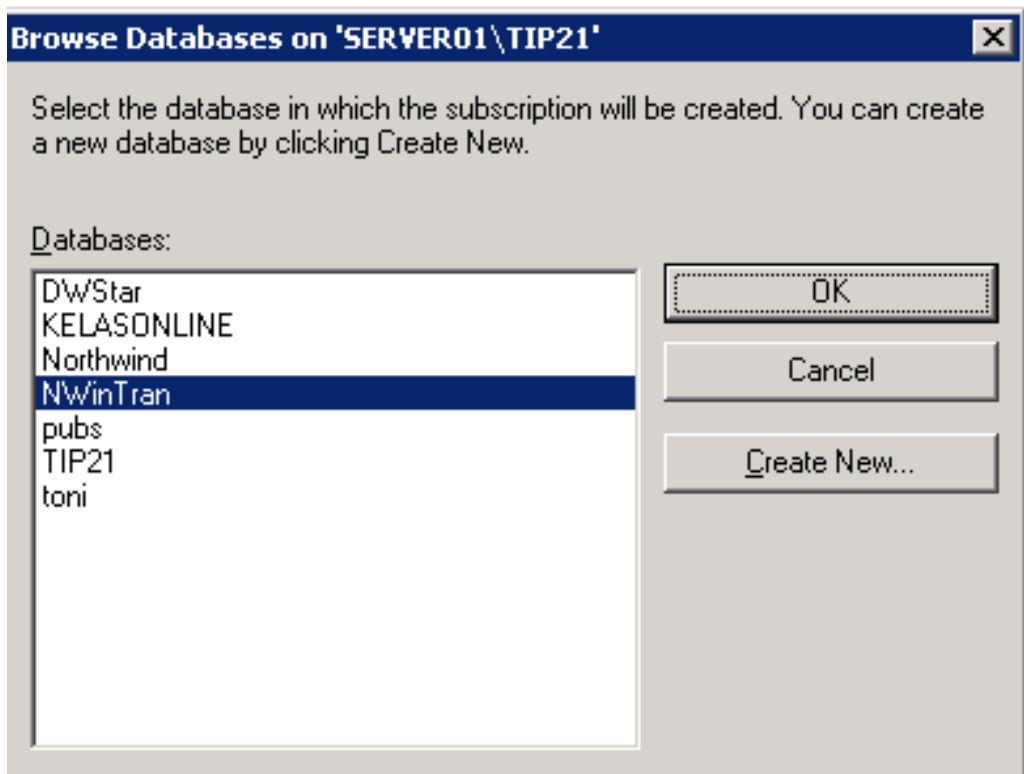 Browse Databases on 'SERVER01\TIP21'
Select the database in which the subscription will be created. You can create
a new database by clicking Create New.
Databases:
DWStar
KELASONLINE
Northwind
NWinTran
pubs
TIP21
toni
OK
Cancel
Create New...